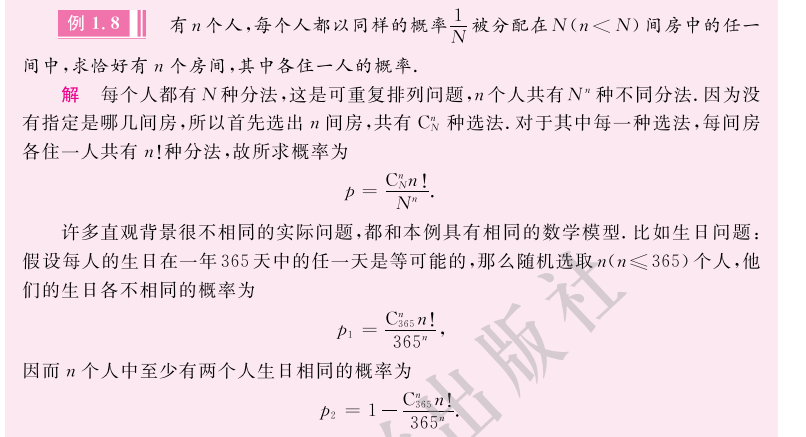 例 1.8 有 n 个人,每个人都以同样的概率 $\frac{1}{N}$ 被分配在 N(n<N) 间房中的任一
间中,求恰好有 n 个房间,其中各住一人的概率.
解 每个人都有 N 种分法,这是可重复排列问题,n 个人共有 $N^n$ 种不同分法. 因为没
有指定是哪几间房,所以首先选出 n 间房,共有 $C_N^n$ 种选法. 对于其中每一种选法,每间房
各住一人共有 n!种分法,故所求概率为
$p = \frac{C_N^n n!}{N^n}.$
许多直观背景很不相同的实际问题,都和本例具有相同的数学模型. 比如生日问题:
假设每人的生日在一年 365 天中的任一天是等可能的,那么随机选取 n(n≤365) 个人,他
们的生日各不相同的概率为
$p_1 = \frac{C_{365}^n n!}{365^n},$
因而 n 个人中至少有两个人生日相同的概率为
$p_2 = 1 - \frac{C_{365}^n n!}{365^n}.$
出版社